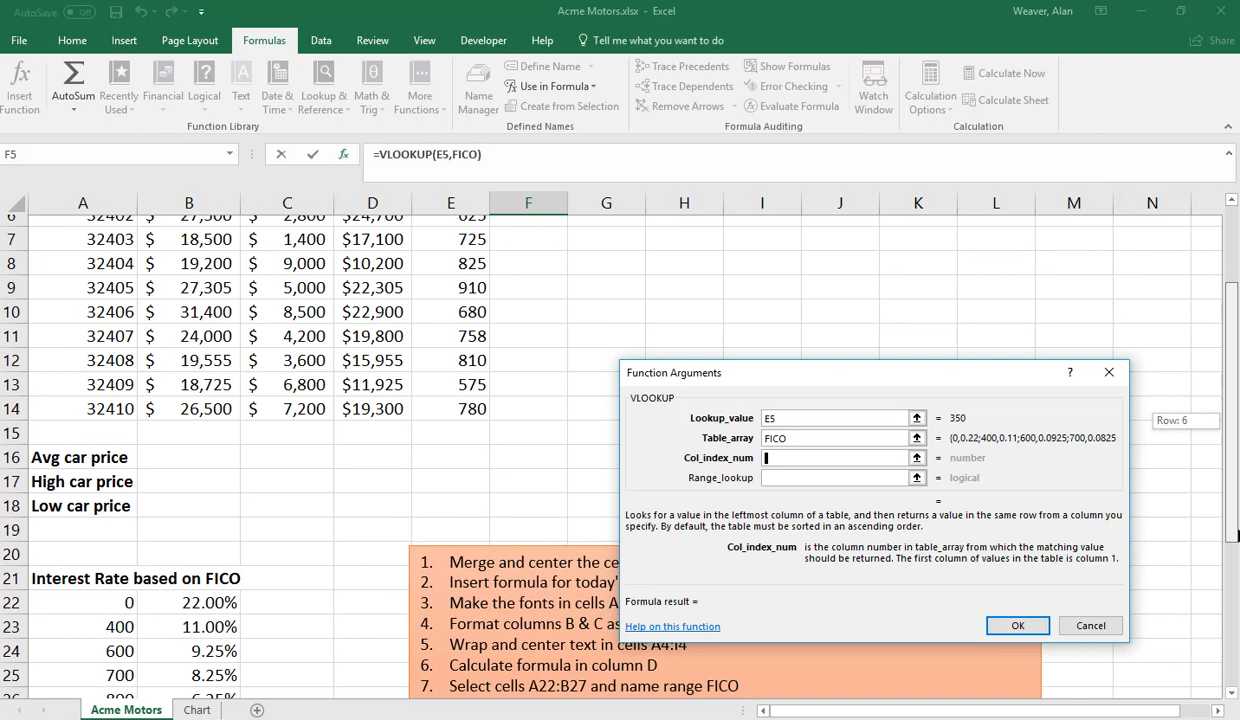 AutoSave Off
Acme Motors.xlsx - Excel
Weaver, Alan
File Home Insert Page Layout Formulas Data Review View Developer Help Tell me what you want to do Share
fx Insert Function
Σ AutoSum
Recently Used
Financial
Logical
Text
Date & Time
Lookup & Reference
Math & Trig
More Functions
Function Library
Name Manager
Define Name
Use in Formula
Create from Selection
Defined Names
Trace Precedents
Trace Dependents
Remove Arrows
Show Formulas
Error Checking
Evaluate Formula
Formula Auditing
Watch Window
Calculation Options
Calculate Now
Calculate Sheet
Calculation
F5 fx =VLOOKUP(E5,FICO)
A B C D E F G H I J K L M N
6 32402 $ 27,500 $ 2,800 $24,700 625
7 32403 $ 18,500 $ 1,400 $17,100 725
8 32404 $ 19,200 $ 9,000 $10,200 825
9 32405 $ 27,305 $ 5,000 $22,305 910
10 32406 $ 31,400 $ 8,500 $22,900 680
11 32407 $ 24,000 $ 4,200 $19,800 758
12 32408 $ 19,555 $ 3,600 $15,955 810
13 32409 $ 18,725 $ 6,800 $11,925 575
14 32410 $ 26,500 $ 7,200 $19,300 780
15
16 Avg car price
17 High car price
18 Low car price
19
20
21 Interest Rate based on FICO
22 0 22.00%
23 400 11.00%
24 600 9.25%
25 700 8.25%
26 800 6.25%
1. Merge and center the ce
2. Insert formula for today'
3. Make the fonts in cells A
4. Format columns B & C as
5. Wrap and center text in cells A4:I4
6. Calculate formula in column D
7. Select cells A22:B27 and name range FICO
Row: 6
Function Arguments ?
VLOOKUP
Lookup_value E5 = 350
Table_array FICO = {0,0.22;400,0.11;600,0.0925;700,0.0825
Col_index_num = number
Range_lookup = logical
=
Looks for a value in the leftmost column of a table, and then returns a value in the same row from a column you
specify. By default, the table must be sorted in an ascending order.
Col_index_num is the column number in table_array from which the matching value
should be returned. The first column of values in the table is column 1.
Formula result =
Help on this function
OK Cancel
Acme Motors Chart